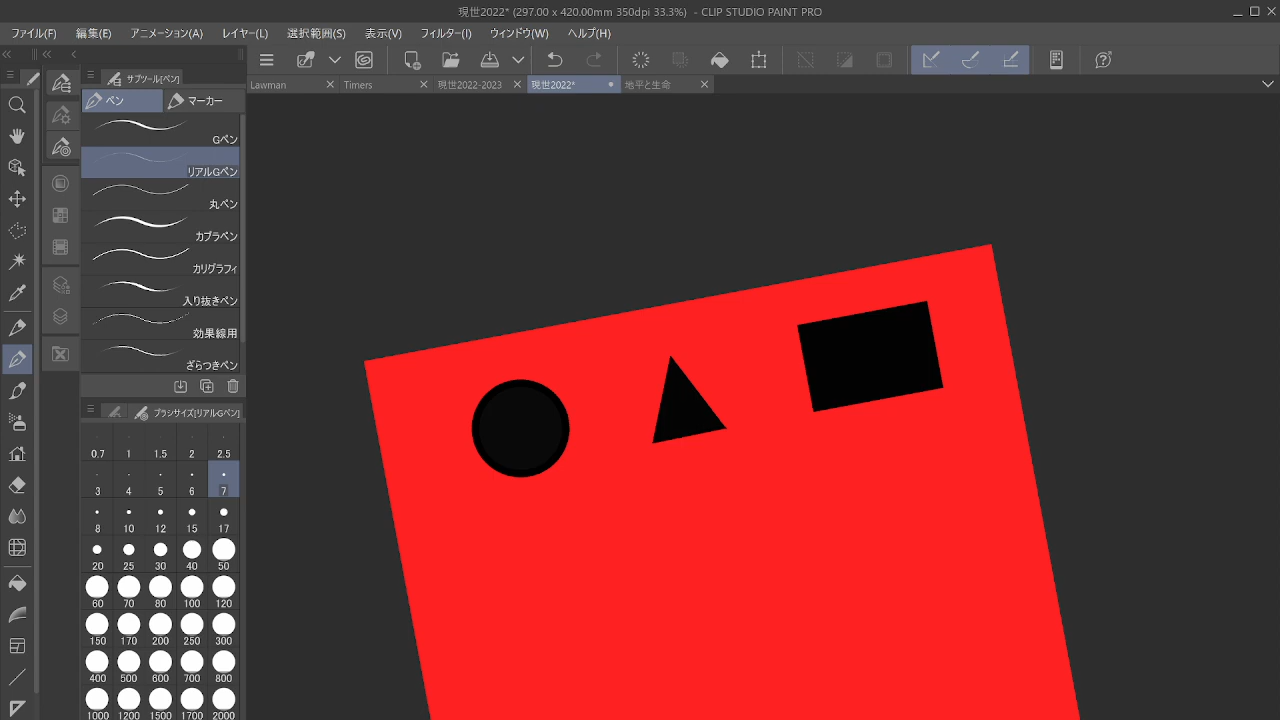 現世2022* (297.00 x 420.00mm 350dpi 33.3%) - CLIP STUDIO PAINT PRO
ファイル(F) 編集(E) アニメーション(A) レイヤー(L) 選択範囲(S) 表示(V) フィルター(I) ウィンドウ(W) ヘルプ(H)
サブツール[ペン]
Lawman Timers 現世2022-2023 現世2022* 地平と生命
ペン マーカー
Gペン
リアルGペン
丸ペン
カブラペン
カリグラフィ
入り抜きペン
効果線用
ざらつきペン
ブラシサイズ[リアルGペン]
0.7 1 1.5 2 2.5
3 4 5 6 7
8 10 12 15 17
20 25 30 40 50
60 70 80 100 120
150 170 200 250 300
400 500 600 700 800
1000 1200 1500 1700 2000